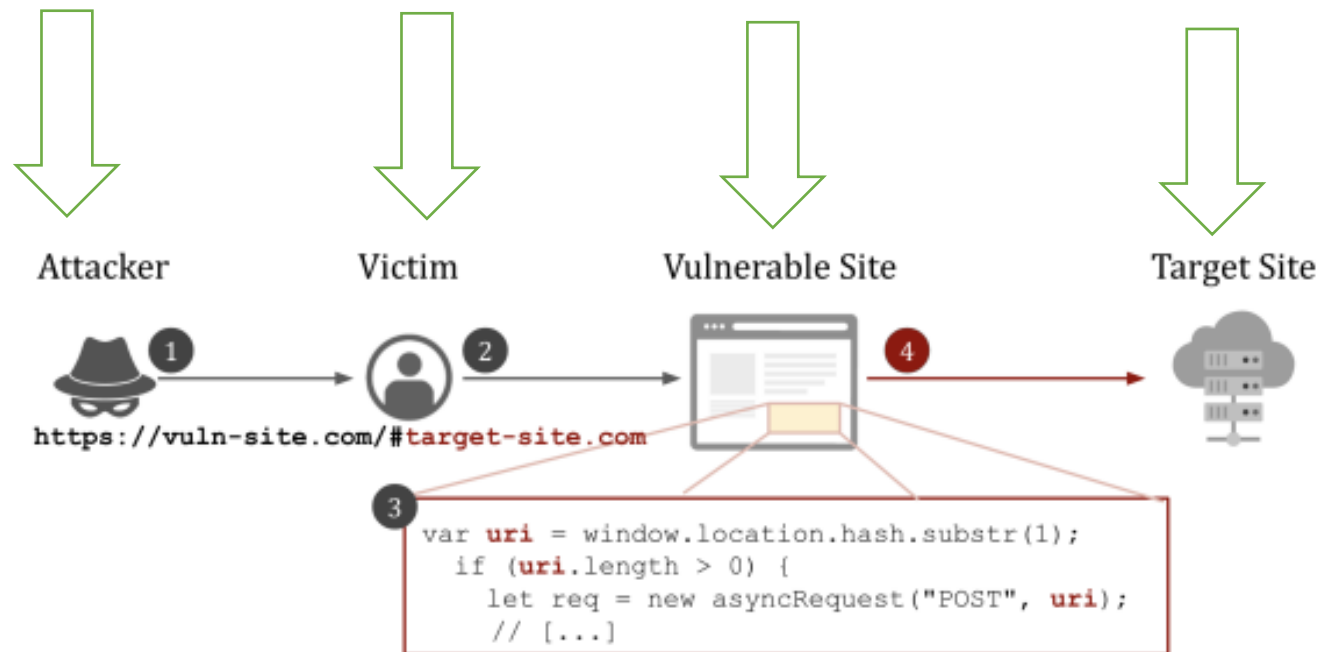 Attacker Victim Vulnerable Site Target Site
1 2 4
https://vuln-site.com/#target-site.com
3
var uri = window.location.hash.substr(1);
if (uri.length > 0) {
let req = new asyncRequest("POST", uri);
// [...]